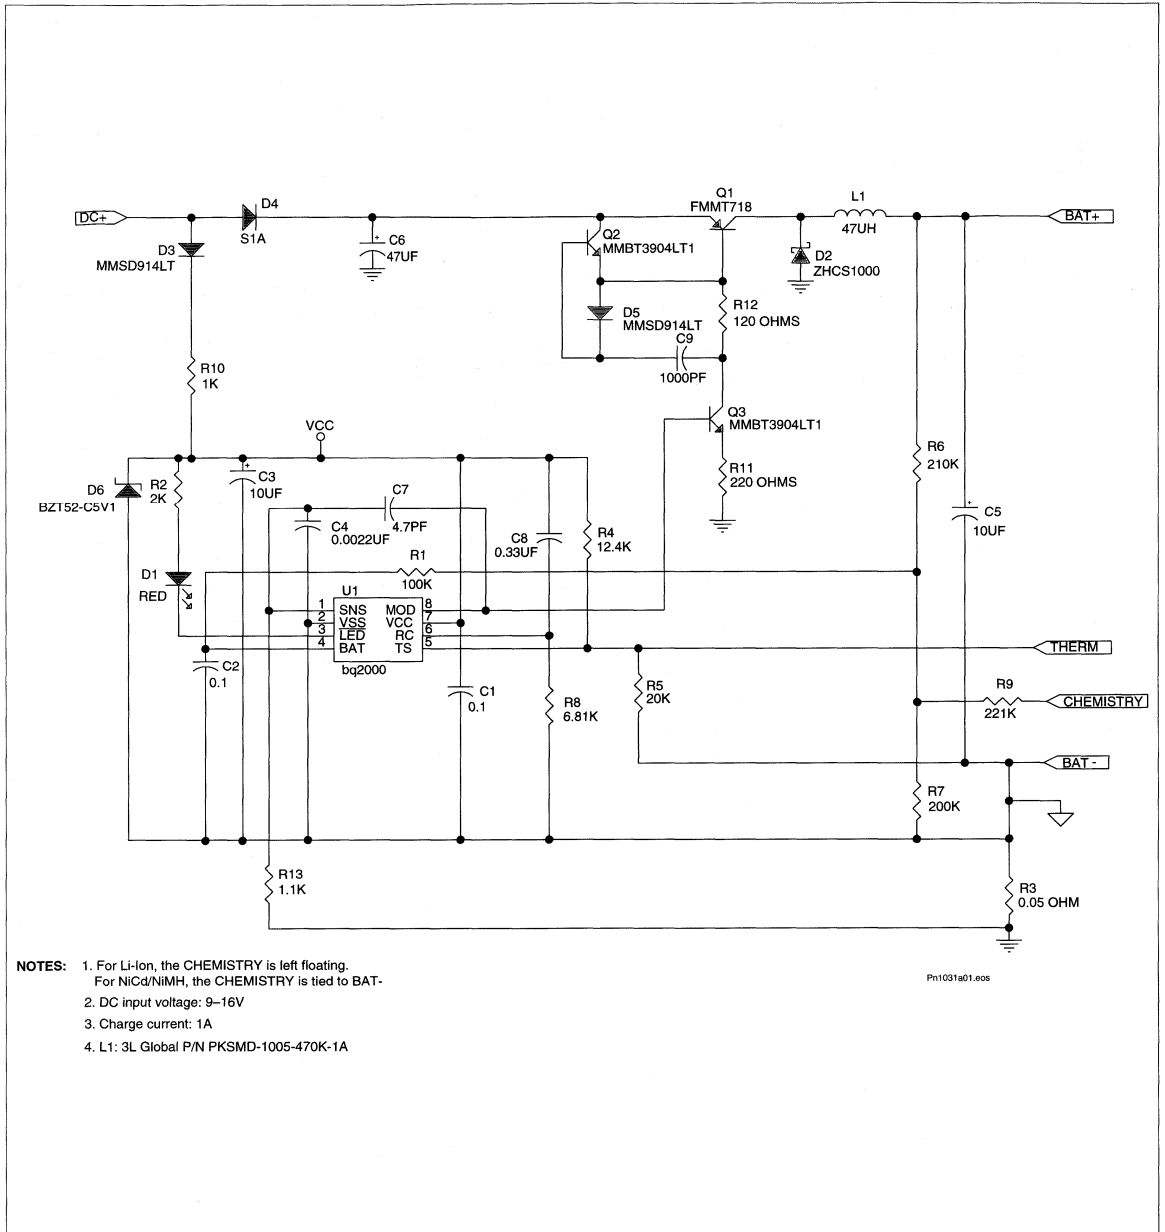 DC+
D4
S1A
D3
MMSD914LT
C6
47UF
Q2
MMBT3904LT1
Q1
FMMT718
L1
47UH
BAT+
D2
ZHCS1000
D5
MMSD914LT
R12
120 OHMS
C9
1000PF
R10
1K
Q3
MMBT3904LT1
R11
220 OHMS
R6
210K
C5
10UF
VCC
D6
BZT52-C5V1
R2
2K
C3
10UF
C7
4.7PF
C4
0.0022UF
C8
0.33UF
R4
12.4K
R1
100K
D1
RED
U1
1 SNS MOD 8
2 VSS VCC 7
3 LED RC 6
4 BAT TS 5
bq2000
C2
0.1
C1
0.1
R8
6.81K
R5
20K
THERM
R9
221K
CHEMISTRY
BAT -
R7
200K
R13
1.1K
R3
0.05 OHM
NOTES: 1. For Li-Ion, the CHEMISTRY is left floating.
For NiCd/NiMH, the CHEMISTRY is tied to BAT-
2. DC input voltage: 9–16V
3. Charge current: 1A
4. L1: 3L Global P/N PKSMD-1005-470K-1A
Pn1031a01.eos